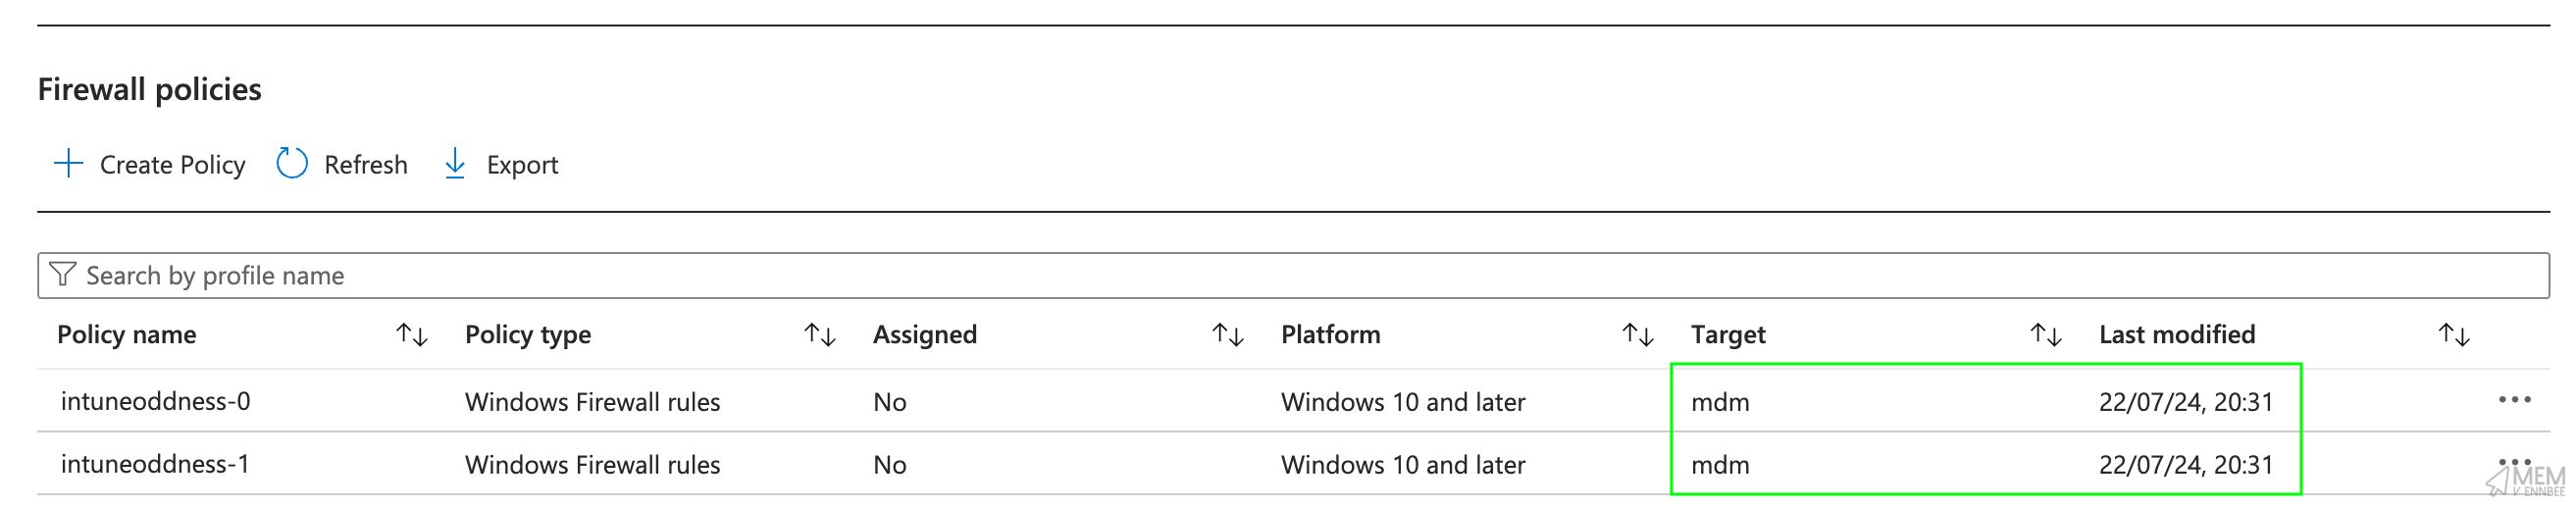 Firewall policies
Create Policy Refresh Export
Search by profile name
Policy name Policy type Assigned Platform Target Last modified
intuneoddness-0 Windows Firewall rules No Windows 10 and later mdm 22/07/24, 20:31
intuneoddness-1 Windows Firewall rules No Windows 10 and later mdm 22/07/24, 20:31
MEM
V ENNBEE